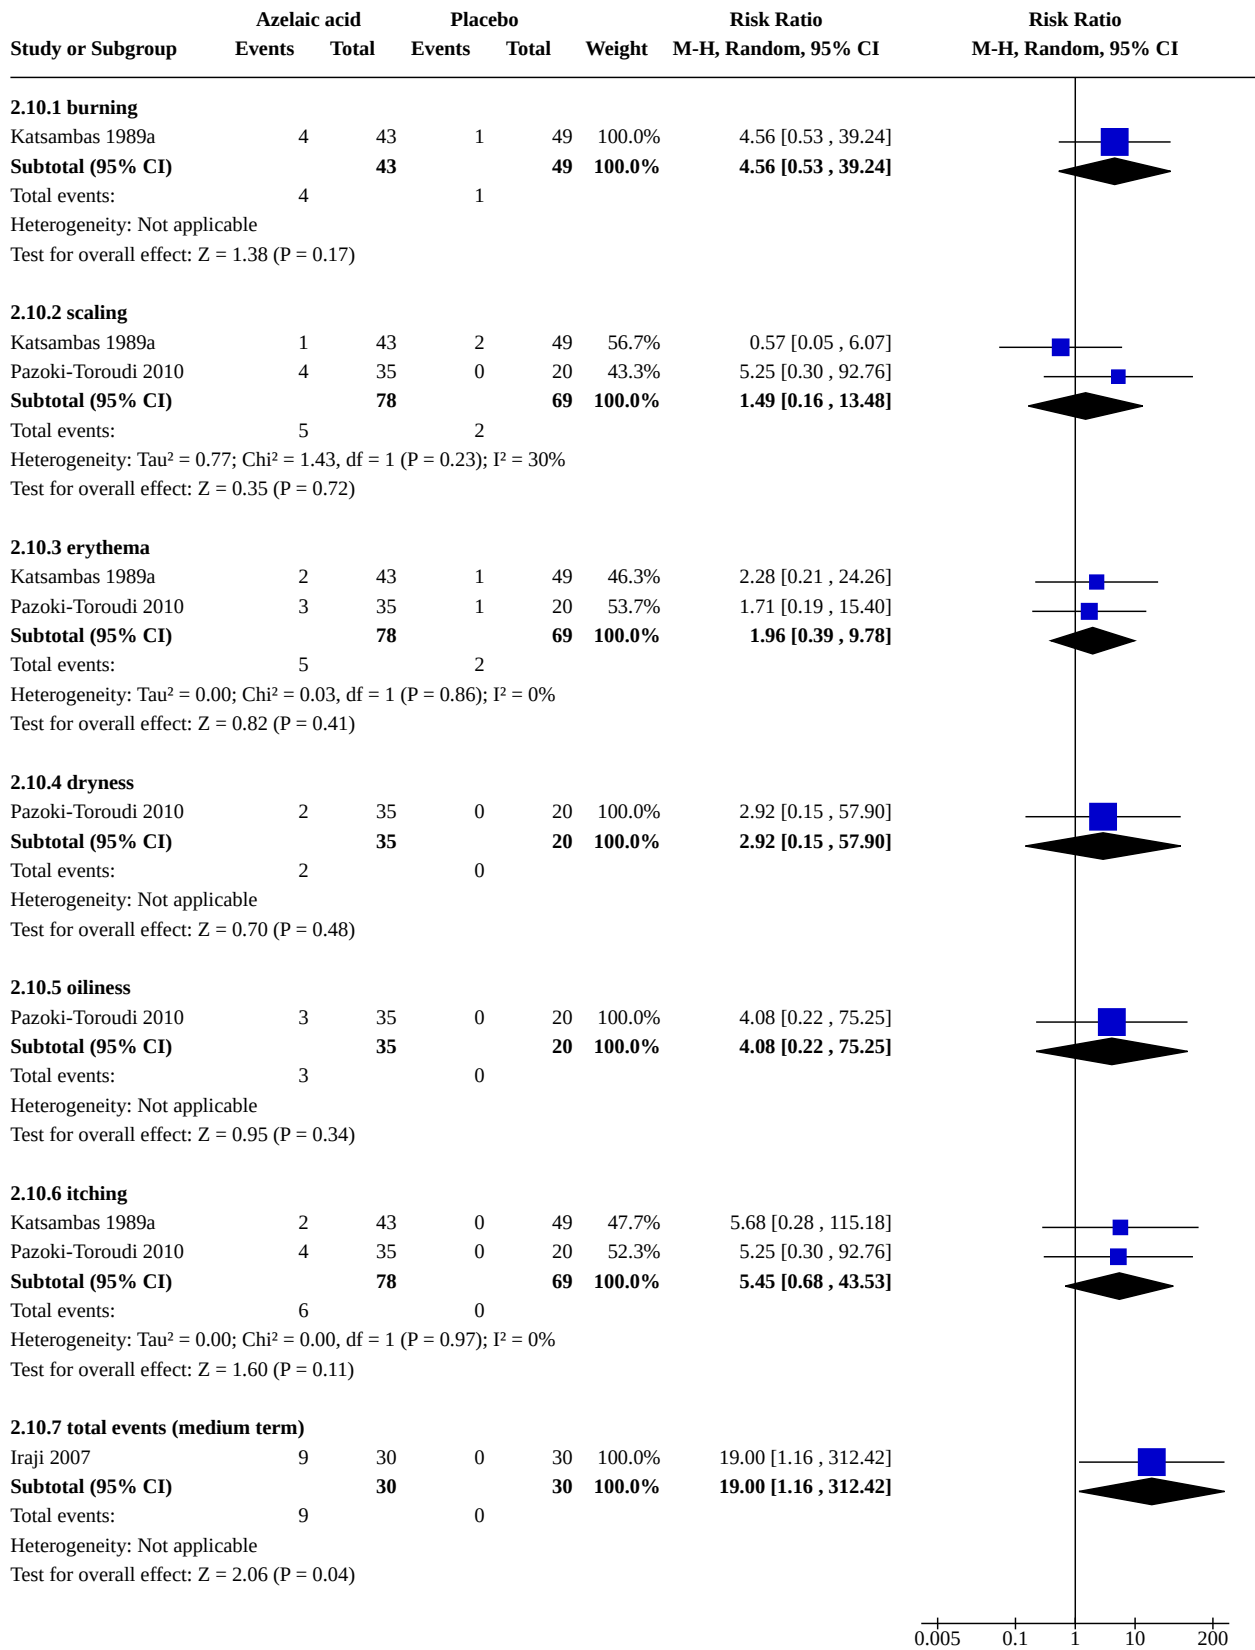 Azelaic acid Placebo Risk Ratio Risk Ratio
Study or Subgroup Events Total Events Total Weight M-H, Random, 95% CI M-H, Random, 95% CI
2.10.1 burning
Katsambas 1989a 4 43 1 49 100.0% 4.56 [0.53 , 39.24]
Subtotal (95% CI) 43 49 100.0% 4.56 [0.53 , 39.24]
Total events: 4 1
Heterogeneity: Not applicable
Test for overall effect: Z = 1.38 (P = 0.17)
2.10.2 scaling
Katsambas 1989a 1 43 2 49 56.7% 0.57 [0.05 , 6.07]
Pazoki-Toroudi 2010 4 35 0 20 43.3% 5.25 [0.30 , 92.76]
Subtotal (95% CI) 78 69 100.0% 1.49 [0.16 , 13.48]
Total events: 5 2
Heterogeneity: Tau² = 0.77; Chi² = 1.43, df = 1 (P = 0.23); I² = 30%
Test for overall effect: Z = 0.35 (P = 0.72)
2.10.3 erythema
Katsambas 1989a 2 43 1 49 46.3% 2.28 [0.21 , 24.26]
Pazoki-Toroudi 2010 3 35 1 20 53.7% 1.71 [0.19 , 15.40]
Subtotal (95% CI) 78 69 100.0% 1.96 [0.39 , 9.78]
Total events: 5 2
Heterogeneity: Tau² = 0.00; Chi² = 0.03, df = 1 (P = 0.86); I² = 0%
Test for overall effect: Z = 0.82 (P = 0.41)
2.10.4 dryness
Pazoki-Toroudi 2010 2 35 0 20 100.0% 2.92 [0.15 , 57.90]
Subtotal (95% CI) 35 20 100.0% 2.92 [0.15 , 57.90]
Total events: 2 0
Heterogeneity: Not applicable
Test for overall effect: Z = 0.70 (P = 0.48)
2.10.5 oiliness
Pazoki-Toroudi 2010 3 35 0 20 100.0% 4.08 [0.22 , 75.25]
Subtotal (95% CI) 35 20 100.0% 4.08 [0.22 , 75.25]
Total events: 3 0
Heterogeneity: Not applicable
Test for overall effect: Z = 0.95 (P = 0.34)
2.10.6 itching
Katsambas 1989a 2 43 0 49 47.7% 5.68 [0.28 , 115.18]
Pazoki-Toroudi 2010 4 35 0 20 52.3% 5.25 [0.30 , 92.76]
Subtotal (95% CI) 78 69 100.0% 5.45 [0.68 , 43.53]
Total events: 6 0
Heterogeneity: Tau² = 0.00; Chi² = 0.00, df = 1 (P = 0.97); I² = 0%
Test for overall effect: Z = 1.60 (P = 0.11)
2.10.7 total events (medium term)
Iraji 2007 9 30 0 30 100.0% 19.00 [1.16 , 312.42]
Subtotal (95% CI) 30 30 100.0% 19.00 [1.16 , 312.42]
Total events: 9 0
Heterogeneity: Not applicable
Test for overall effect: Z = 2.06 (P = 0.04)
0.005 0.1 1 10 200